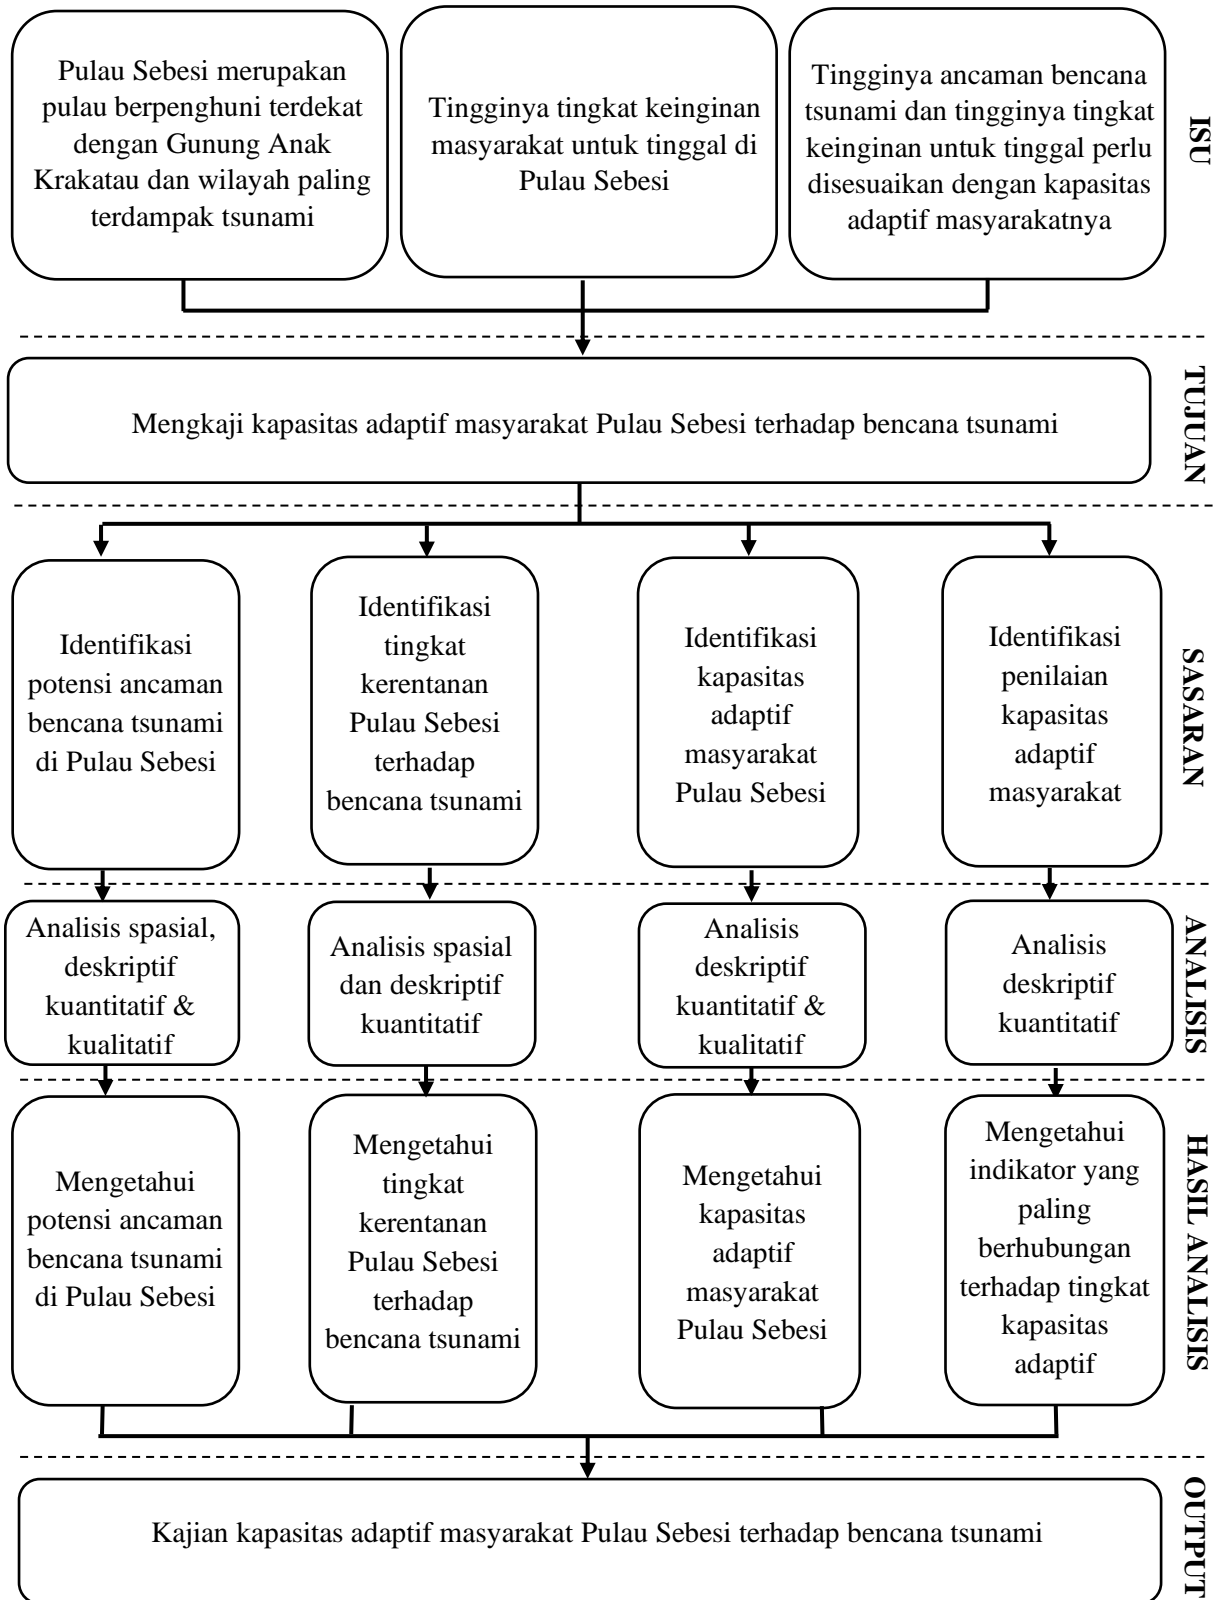 Pulau Sebesi merupakan
pulau berpenghuni terdekat
dengan Gunung Anak
Krakatau dan wilayah paling
terdampak tsunami
Tingginya tingkat keinginan
masyarakat untuk tinggal di
Pulau Sebesi
Tingginya ancaman bencana
tsunami dan tingginya tingkat
keinginan untuk tinggal perlu
disesuaikan dengan kapasitas
adaptif masyarakatnya
ISU
Mengkaji kapasitas adaptif masyarakat Pulau Sebesi terhadap bencana tsunami
TUJUAN
Identifikasi
potensi ancaman
bencana tsunami
di Pulau Sebesi
Identifikasi
tingkat
kerentanan
Pulau Sebesi
terhadap
bencana tsunami
Identifikasi
kapasitas
adaptif
masyarakat
Pulau Sebesi
Identifikasi
penilaian
kapasitas
adaptif
masyarakat
SASARAN
Analisis spasial,
deskriptif
kuantitatif &
kualitatif
Analisis spasial
dan deskriptif
kuantitatif
Analisis
deskriptif
kuantitatif &
kualitatif
Analisis
deskriptif
kuantitatif
ANALISIS
Mengetahui
potensi ancaman
bencana tsunami
di Pulau Sebesi
Mengetahui
tingkat
kerentanan
Pulau Sebesi
terhadap
bencana tsunami
Mengetahui
kapasitas
adaptif
masyarakat
Pulau Sebesi
Mengetahui
indikator yang
paling
berhubungan
terhadap tingkat
kapasitas
adaptif
HASIL ANALISIS
Kajian kapasitas adaptif masyarakat Pulau Sebesi terhadap bencana tsunami
OUTPUT